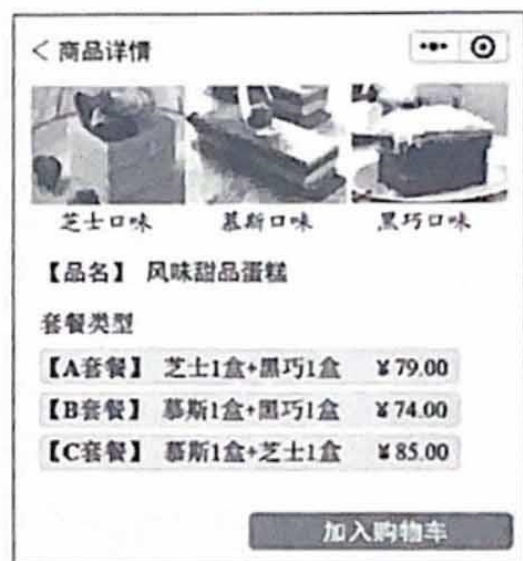 < 商品详情
芝士口味 慕斯口味 黑巧口味
【品名】 风味甜品蛋糕
套餐类型
【A套餐】 芝士1盒+黑巧1盒 ¥79.00
【B套餐】 慕斯1盒+黑巧1盒 ¥74.00
【C套餐】 慕斯1盒+芝士1盒 ¥85.00
加入购物车